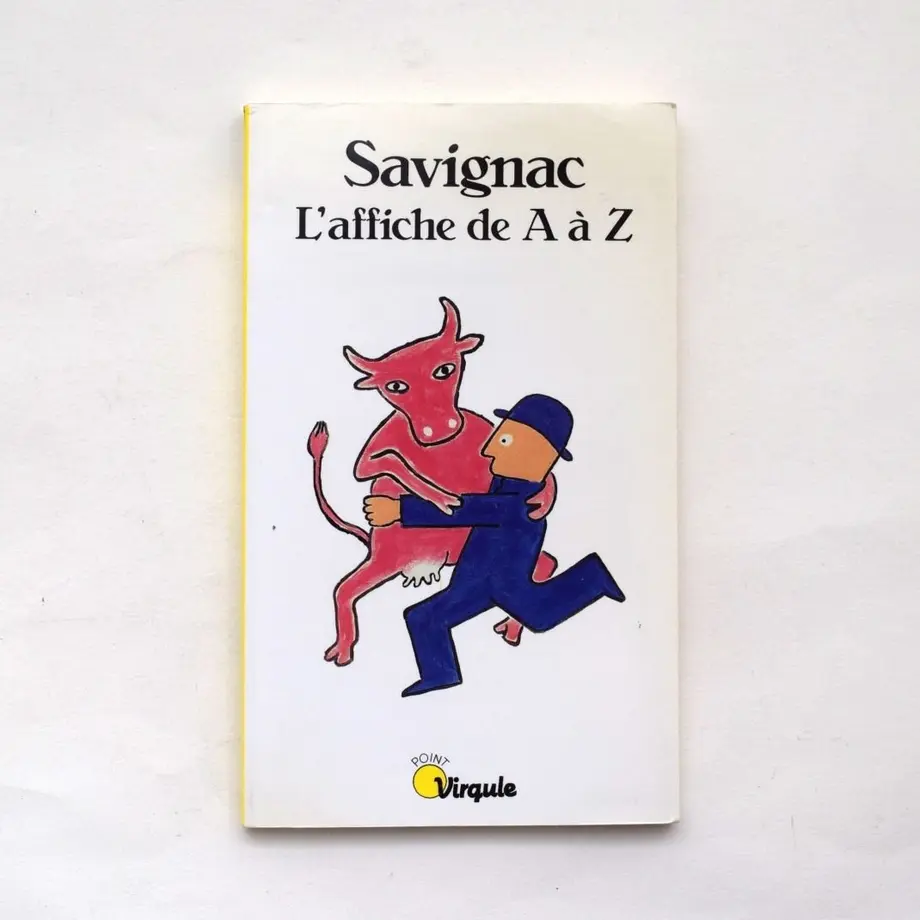 Savignac
L'affiche de A à Z
POINT
Virgule